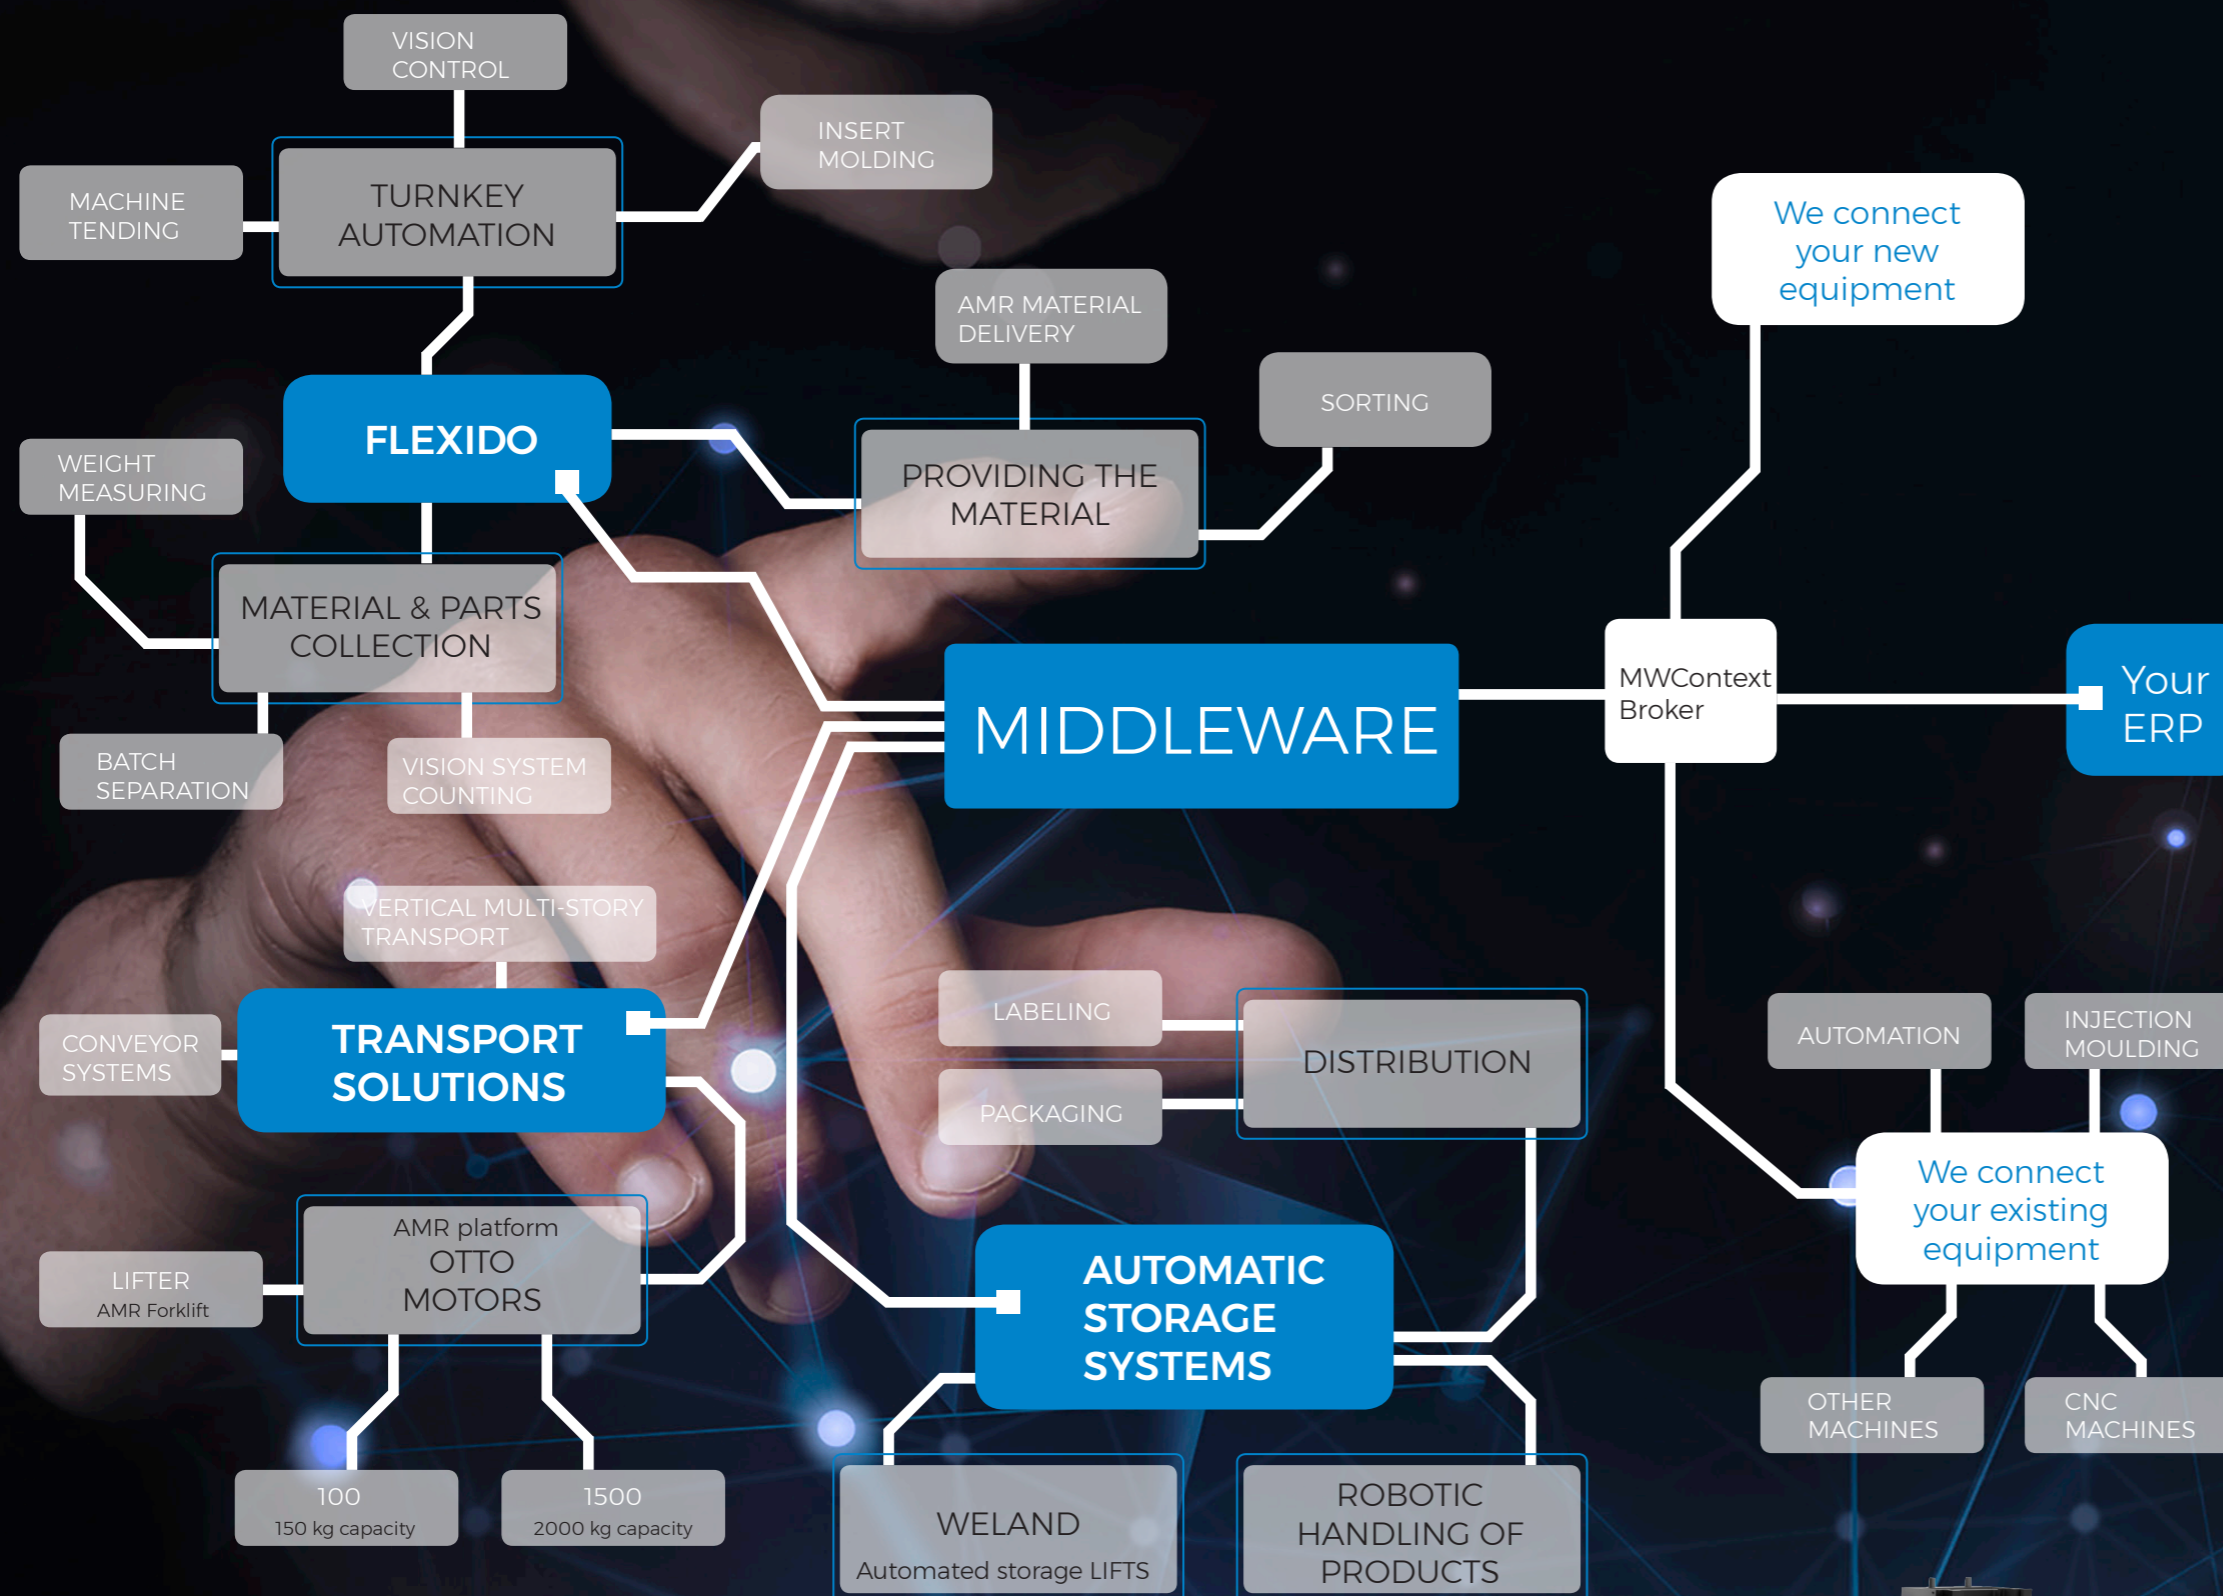 VISION
CONTROL
INSERT
MOLDING
MACHINE
TENDING
TURNKEY
AUTOMATION
We connect
your new
equipment
AMR MATERIAL
DELIVERY
SORTING
FLEXIDO
WEIGHT
MEASURING
PROVIDING THE
MATERIAL
MATERIAL & PARTS
COLLECTION
MIDDLEWARE
MWContext
Broker
Your
ERP
BATCH
SEPARATION
VISION SYSTEM
COUNTING
VERTICAL MULTI-STORY
TRANSPORT
CONVEYOR
SYSTEMS
TRANSPORT
SOLUTIONS
LABELING
PACKAGING
DISTRIBUTION
AUTOMATION
INJECTION
MOULDING
We connect
your existing
equipment
AMR platform
OTTO
MOTORS
LIFTER
AMR Forklift
AUTOMATIC
STORAGE
SYSTEMS
OTHER
MACHINES
CNC
MACHINES
100
150 kg capacity
1500
2000 kg capacity
WELAND
Automated storage LIFTS
ROBOTIC
HANDLING OF
PRODUCTS